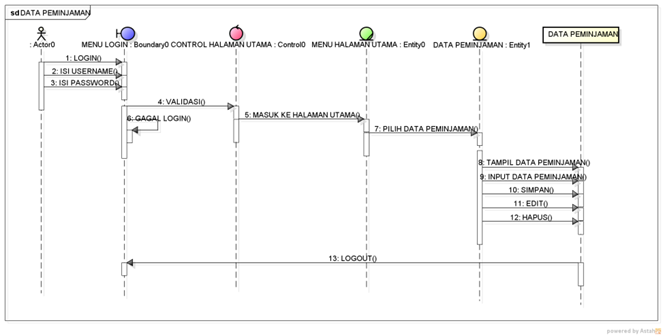 sd DATA PEMINJAMAN
: Actor0
MENU LOGIN : Boundary0
CONTROL HALAMAN UTAMA : Control0
MENU HALAMAN UTAMA : Entity0
DATA PEMINJAMAN : Entity1
DATA PEMINJAMAN
1: LOGIN()
2: ISI USERNAME()
3: ISI PASSWORD()
4: VALIDASI()
5: MASUK KE HALAMAN UTAMA()
6: GAGAL LOGIN()
7: PILIH DATA PEMINJAMAN()
8: TAMPIL DATA PEMINJAMAN()
9: INPUT DATA PEMINJAMAN()
10: SIMPAN()
11: EDIT()
12: HAPUS()
13: LOGOUT()
powered by Astah